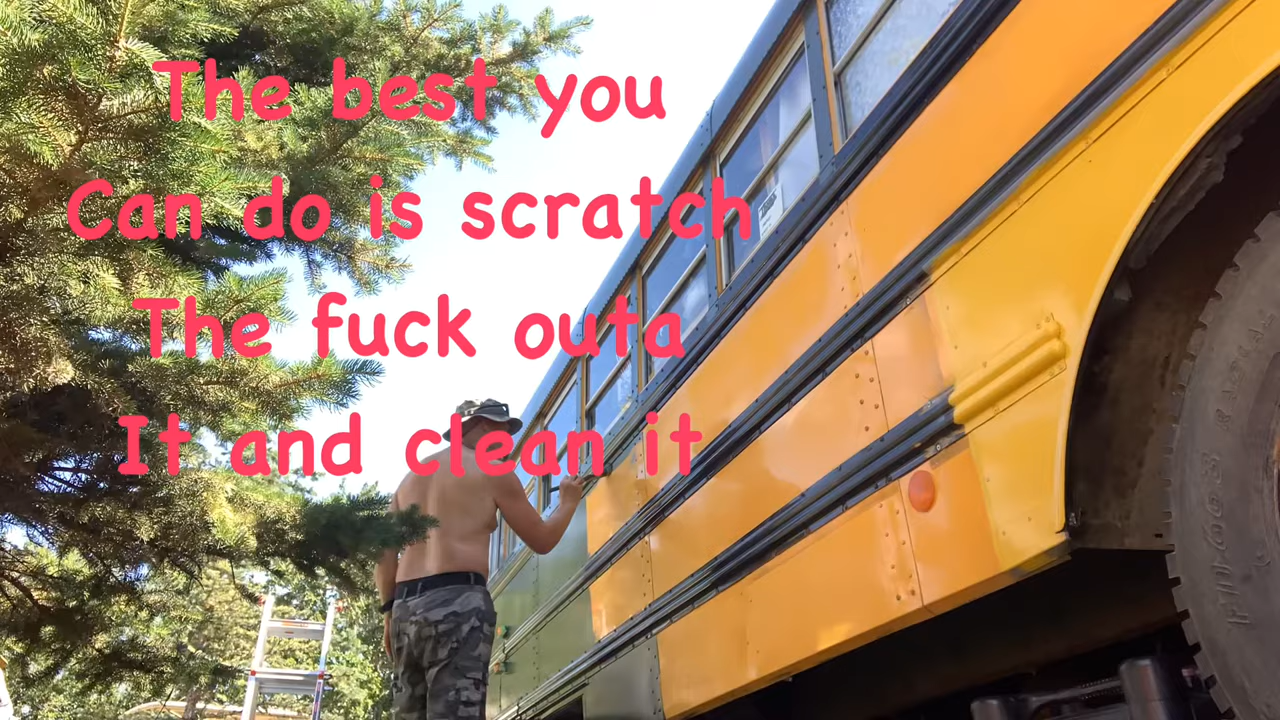 The best you
Can do is scratch
The fuck outa
It and clean it